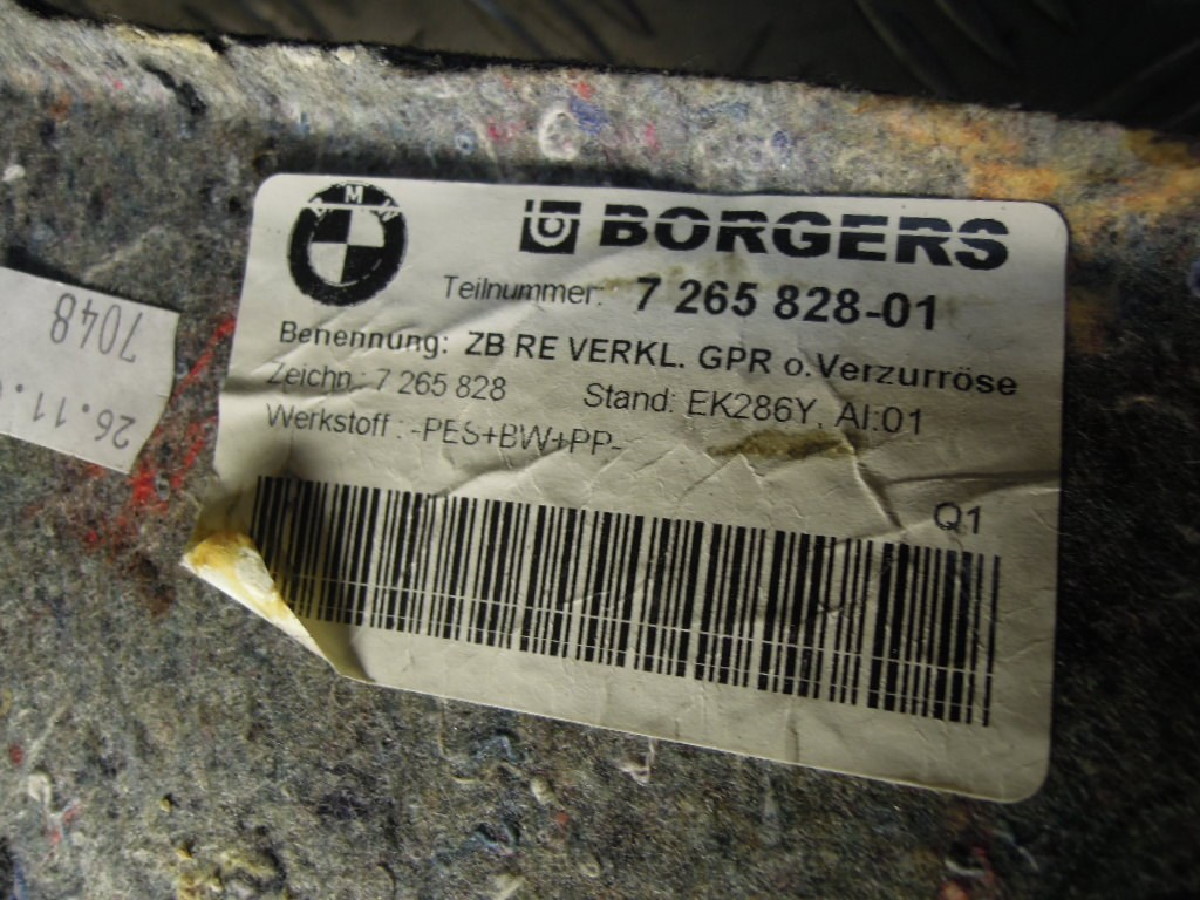 M
BORGERS
Teilnummer: 7 265 828-01
Benennung: ZB RE VERKL. GPR o.Verzurröse
Zeichn.: 7 265 828 Stand: EK286Y, AI:01
Werkstoff : -PES+BW+PP-
Q1
7048
26.11.